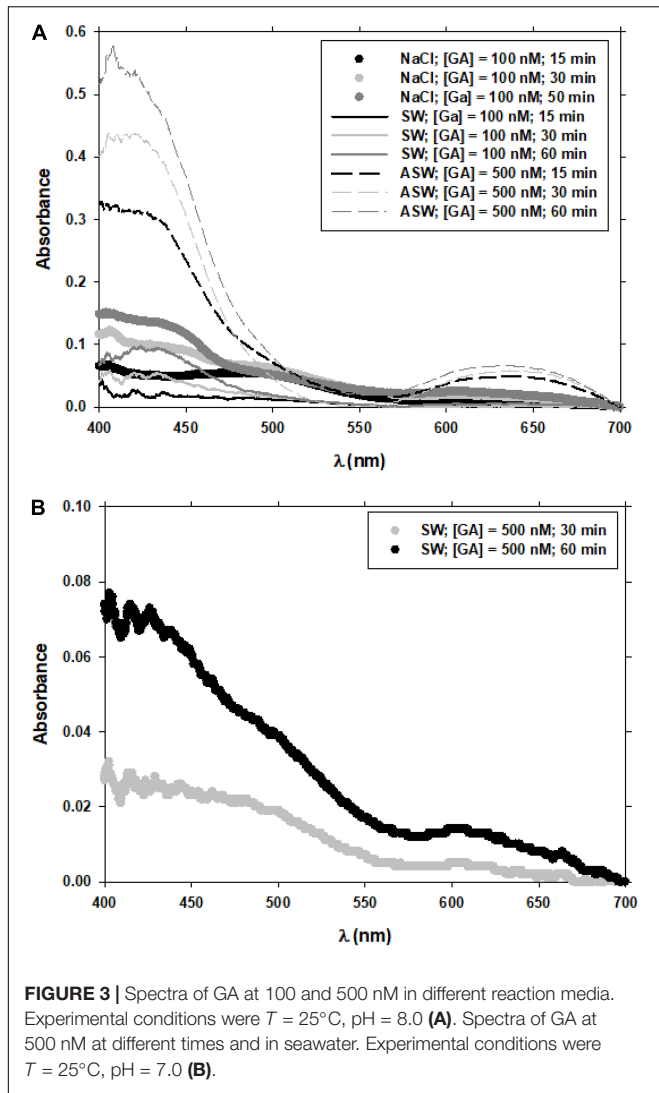 A
0.6
0.5
0.4
0.3
0.2
0.1
0.0
Absorbance
NaCl; [GA] = 100 nM; 15 min
NaCl; [GA] = 100 nM; 30 min
NaCl; [Ga] = 100 nM; 50 min
SW; [Ga] = 100 nM; 15 min
SW; [GA] = 100 nM; 30 min
SW; [GA] = 100 nM; 60 min
ASW; [GA] = 500 nM; 15 min
ASW; [GA] = 500 nM; 30 min
ASW; [GA] = 500 nM; 60 min
400 450 500 550 600 650 700
λ (nm)
B
0.10
0.08
0.06
0.04
0.02
0.00
Absorbance
SW; [GA] = 500 nM; 30 min
SW; [GA] = 500 nM; 60 min
400 450 500 550 600 650 700
λ (nm)
FIGURE 3 | Spectra of GA at 100 and 500 nM in different reaction media.
Experimental conditions were T = 25°C, pH = 8.0 (A). Spectra of GA at
500 nM at different times and in seawater. Experimental conditions were
T = 25°C, pH = 7.0 (B).